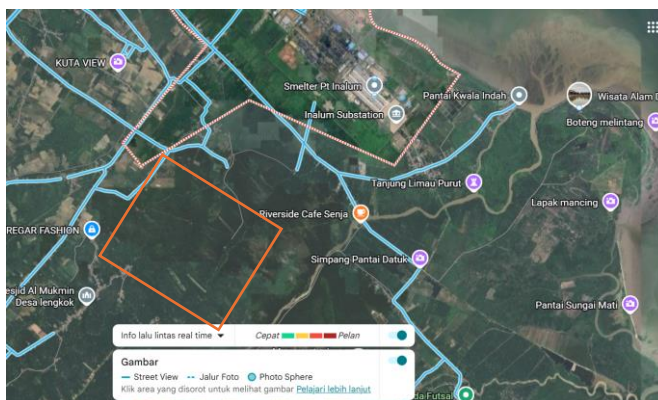 KUTA VIEW
Smelter Pt Inalum
Inalum Substation
Pantai Kwala Indah
Wisata Alam D
Boteng melintang
Tanjung Limau Purut
Lapak mancing
Riverside Cafe Senja
REGAR FASHION
Simpang Pantai Datuk
esjid Al Mukmin
Desa lengkok
Pantai Sungai Mati
Info lalu lintas real time
Cepat
Pelan
Gambar
Street View
Jalur Foto
Photo Sphere
Klik area yang disorot untuk melihat gambar Pelajari lebih lanjut
da Futsal